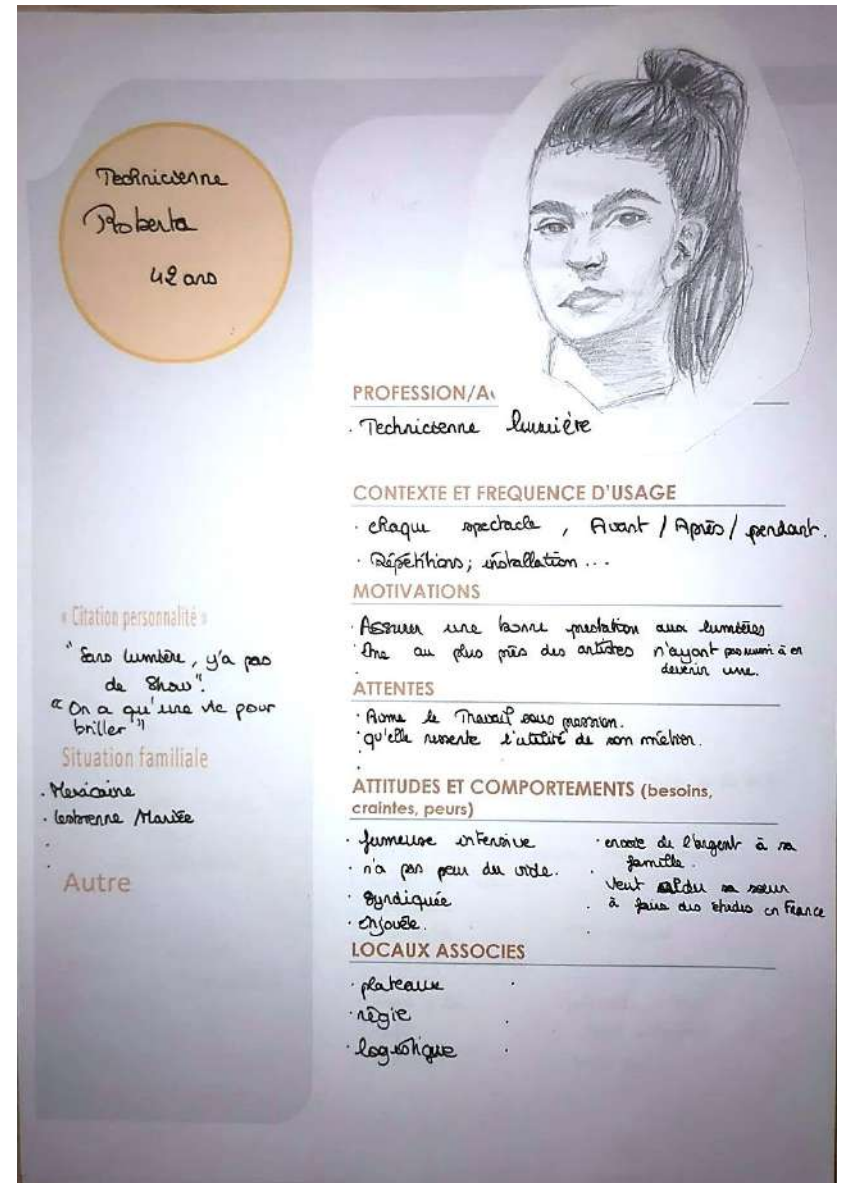 Technicienne
Roberta
42 ans
« Citation personnalité »
" Sans lumière, y'a pas
de show".
" On a qu'une vie pour
briller "
Situation familiale
. Mexicaine
. lesbienne Mariée
Autre
PROFESSION/A
. Technicienne lumière
CONTEXTE ET FREQUENCE D'USAGE
. chaque spectacle, Avant / Après / pendant.
. Répétitions; installation ...
MOTIVATIONS
. Assurer une bonne prestation aux lumières
au plus près des artistes n'ayant pas réussi à en
devenir une.
ATTENTES
. Aime le Travail sous pression.
. qu'elle ressente l'utilité de son métier.
ATTITUDES ET COMPORTEMENTS (besoins,
craintes, peurs)
. fumeuse intensive
. n'a pas peur du vide.
. Syndiquée
. enjouée.
. envoie de l'argent à sa
famille.
. Veut sa sœur
à faire des études en France
LOCAUX ASSOCIES
. plateaux
. régie
. logistique